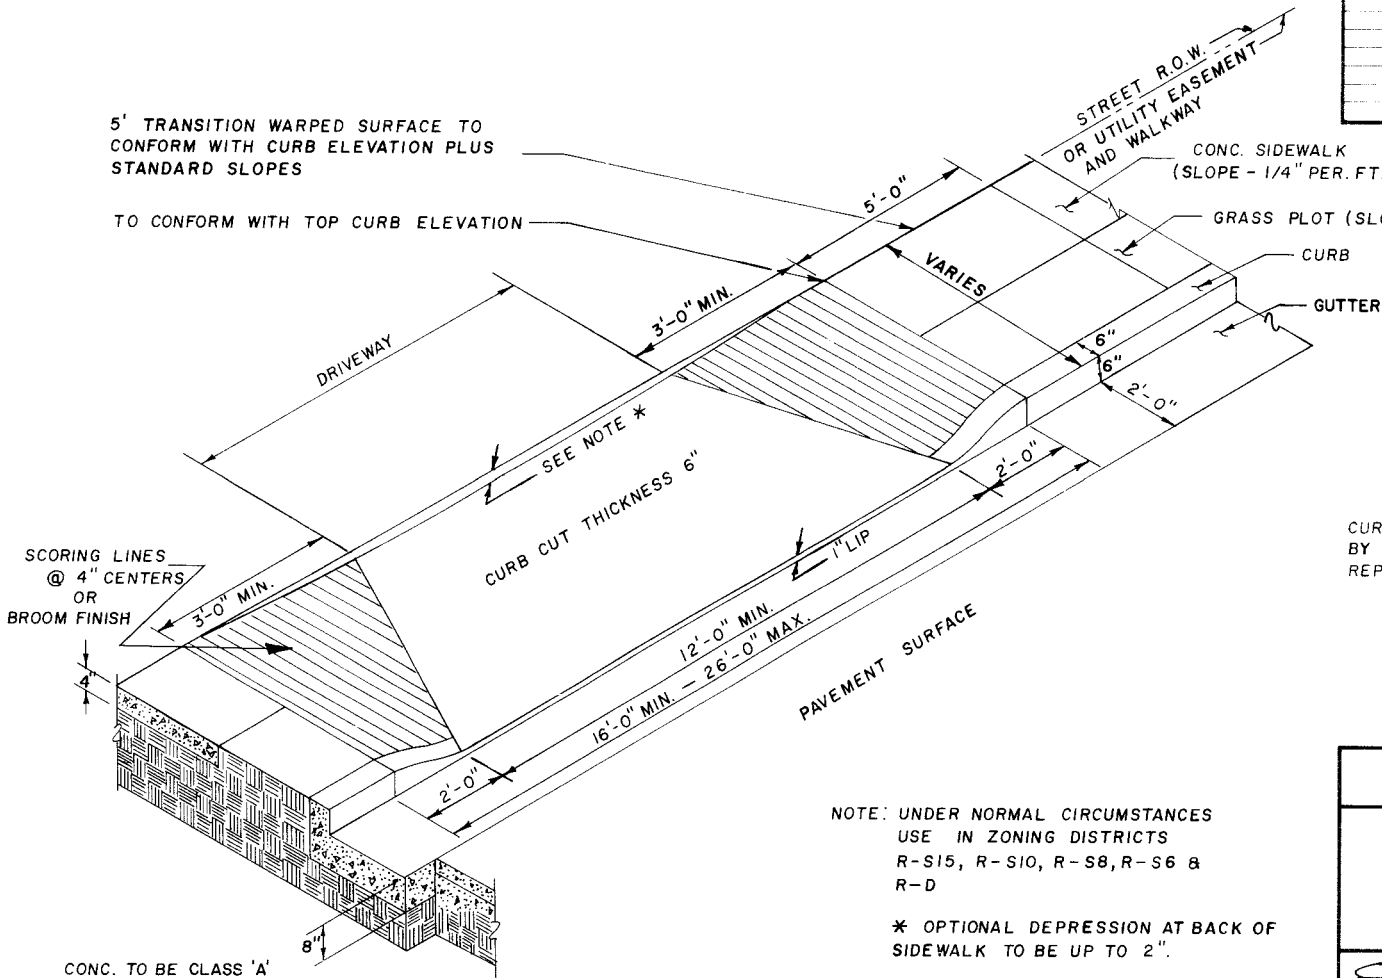 5' TRANSITION WARPED SURFACE TO
CONFORM WITH CURB ELEVATION PLUS
STANDARD SLOPES
TO CONFORM WITH TOP CURB ELEVATION
STREET R.O.W.
OR UTILITY EASEMENT
AND WALKWAY
CONC. SIDEWALK
(SLOPE - 1/4" PER. FT
GRASS PLOT (SLO
CURB
GUTTER
5'-0"
VARIES
3'-0" MIN.
DRIVEWAY
6"
6"
2'-0"
SEE NOTE *
CURB CUT THICKNESS 6"
2'-0"
1" LIP
SCORING LINES
@ 4" CENTERS
OR
BROOM FINISH
3'-0" MIN.
4"
12'-0" MIN.
16'-0" MIN. - 26'-0" MAX.
PAVEMENT SURFACE
2'-0"
CUR
BY
REP
NOTE: UNDER NORMAL CIRCUMSTANCES
USE IN ZONING DISTRICTS
R-S15, R-S10, R-S8, R-S6 &
R-D
* OPTIONAL DEPRESSION AT BACK OF
SIDEWALK TO BE UP TO 2".
8"
CONC. TO BE CLASS 'A'